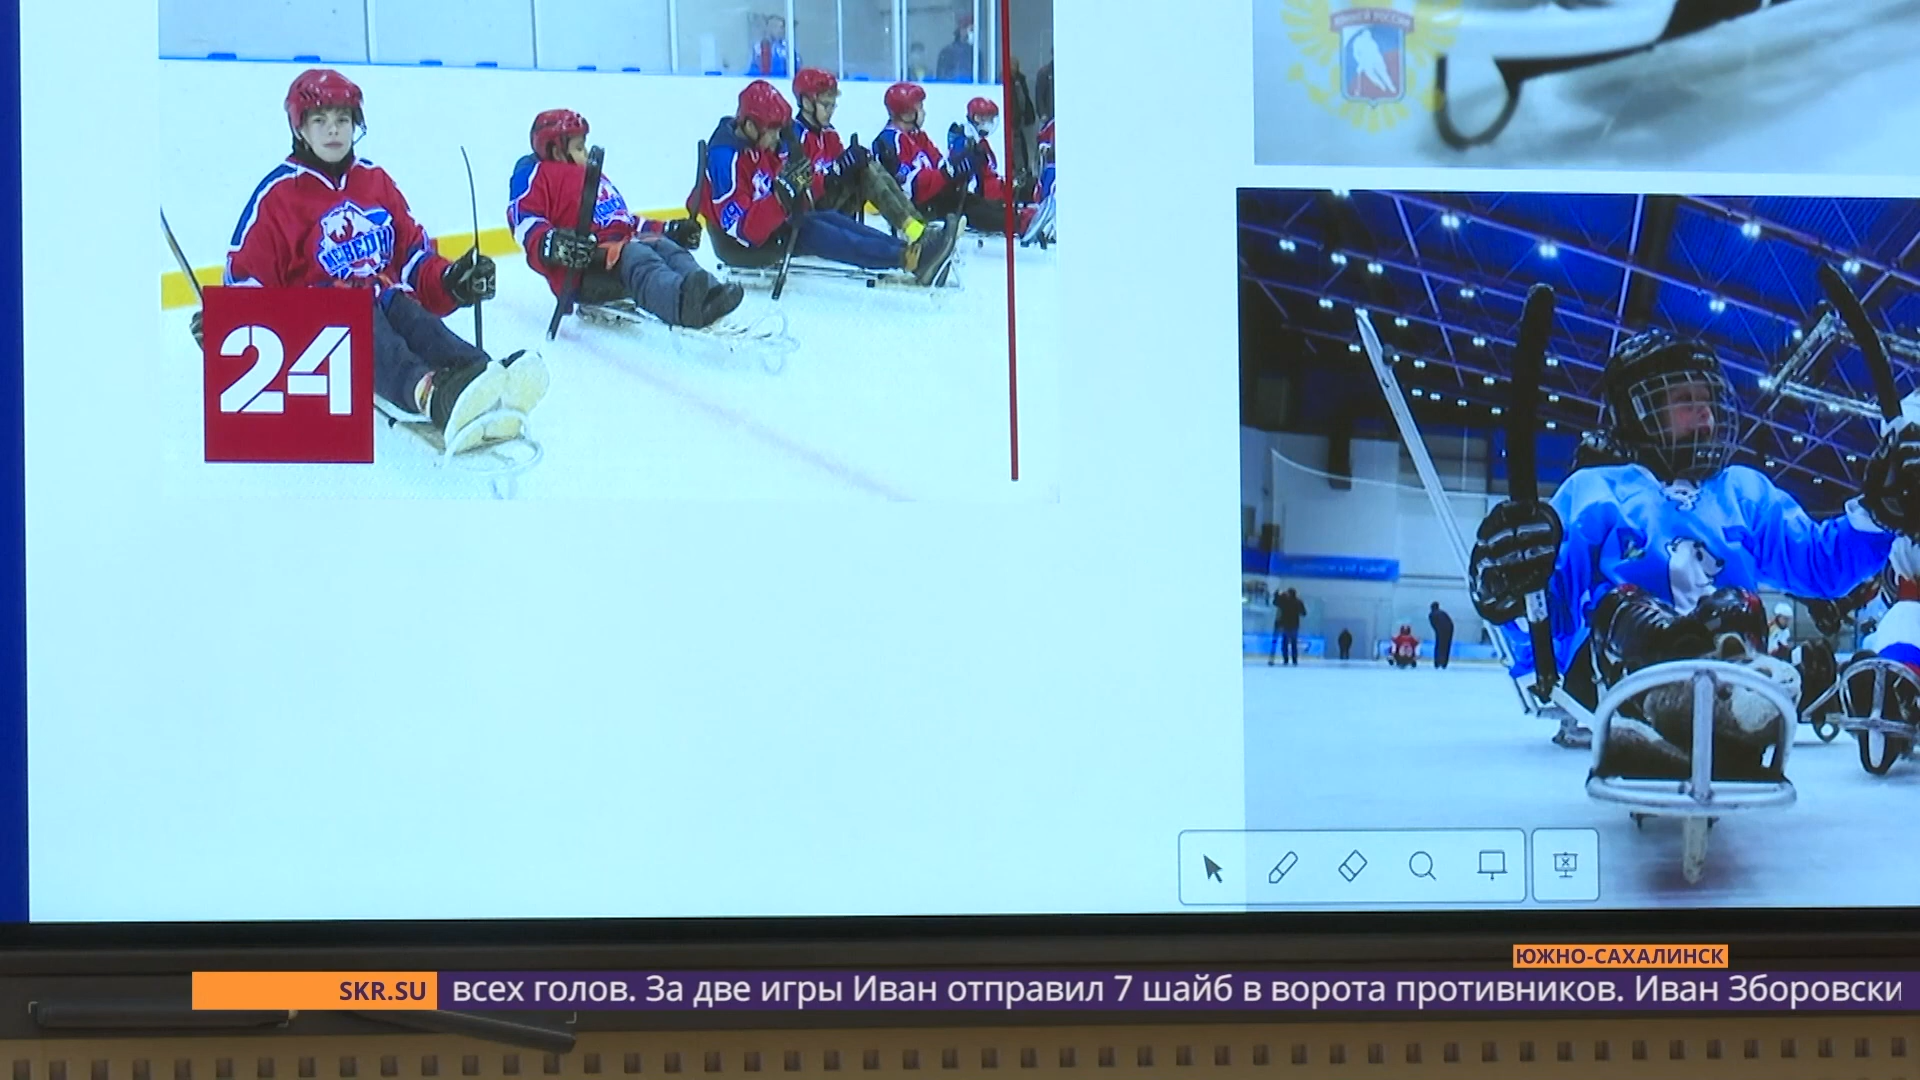 24
ЮЖНО-САХАЛИНСК
SKR.SU
всех голов. За две игры Иван отправил 7 шайб в ворота противников. Иван Зборовски